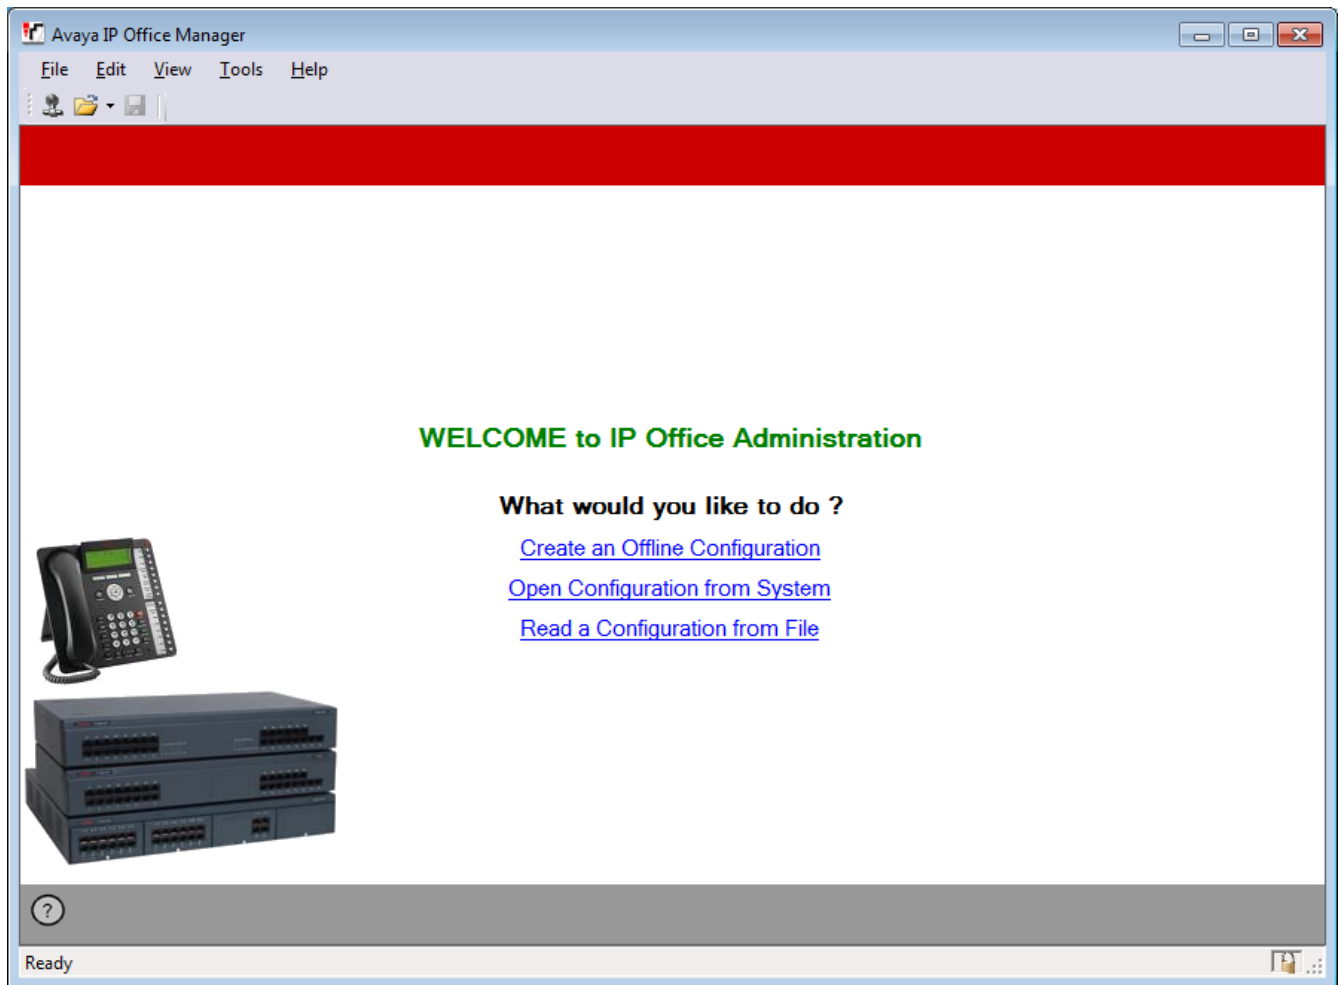 Avaya IP Office Manager
File Edit View Tools Help
WELCOME to IP Office Administration
What would you like to do ?
Create an Offline Configuration
Open Configuration from System
Read a Configuration from File
?
Ready